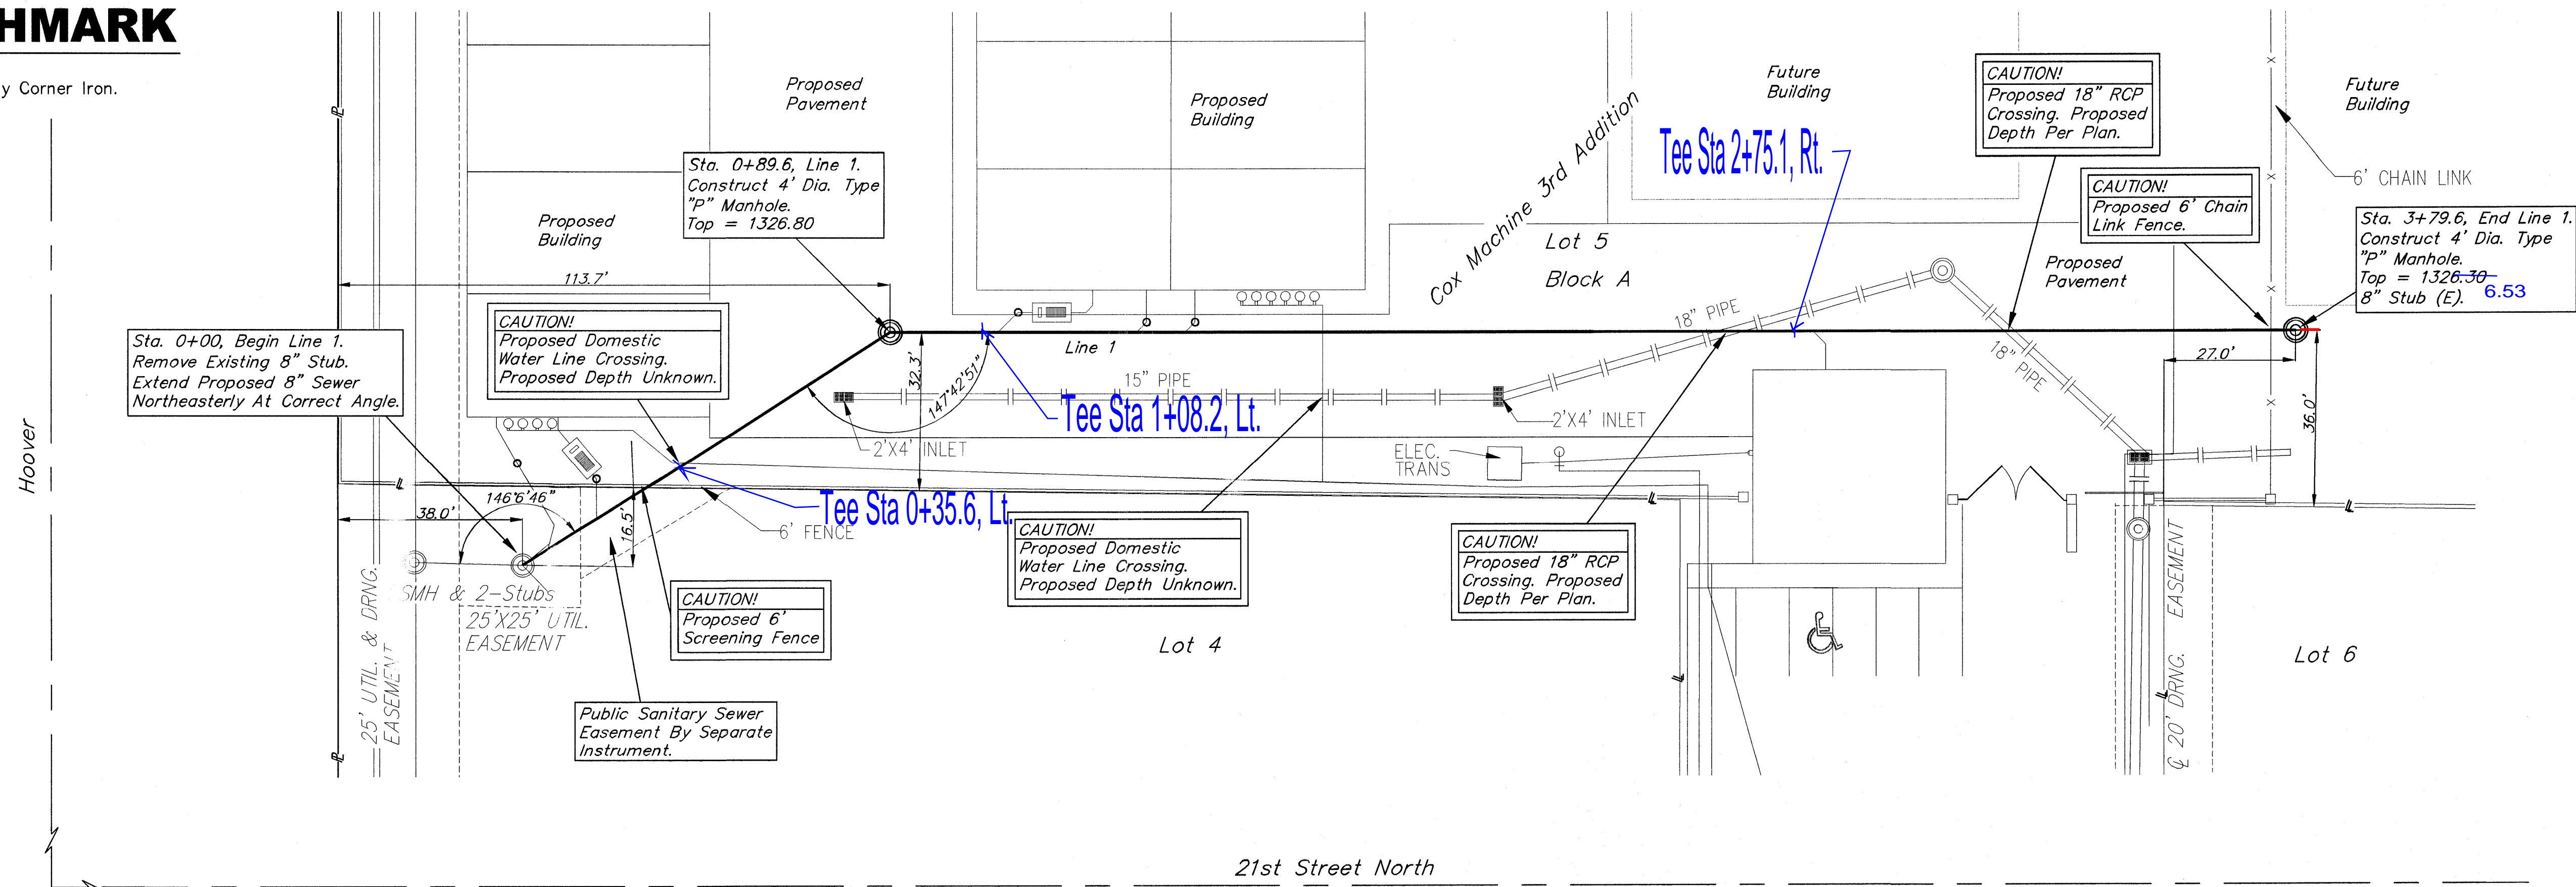 HMARK
y Corner Iron.
Hoover
Proposed
Pavement
Proposed
Building
Future
Building
CAUTION!
Proposed 18" RCP
Crossing. Proposed
Depth Per Plan.
Future
Building
6' CHAIN LINK
Cox Machine 3rd Addition
Tee Sta 2+75.1, Rt.
Sta. 0+89.6, Line 1.
Construct 4' Dia. Type
"P" Manhole.
Top = 1326.80
Proposed
Building
CAUTION!
Proposed 6' Chain
Link Fence.
Sta. 3+79.6, End Line 1.
Construct 4' Dia. Type
"P" Manhole.
Top = 1326.30
8" Stub (E).
6.53
Lot 5
Block A
Proposed
Pavement
113.7'
CAUTION!
Proposed Domestic
Water Line Crossing.
Proposed Depth Unknown.
Sta. 0+00, Begin Line 1.
Remove Existing 8" Stub.
Extend Proposed 8" Sewer
Northeasterly At Correct Angle.
Line 1
18" PIPE
18" PIPE
27.0'
36.0'
32.3'
147°42'51"
15" PIPE
Tee Sta 1+08.2, Lt.
2'X4' INLET
2'X4' INLET
ELEC.
TRANS
146°6'46"
38.0'
16.5'
Tee Sta 0+35.6, Lt.
6' FENCE
CAUTION!
Proposed Domestic
Water Line Crossing.
Proposed Depth Unknown.
CAUTION!
Proposed 18" RCP
Crossing. Proposed
Depth Per Plan.
SMH & 2-Stubs
25'X25' UTIL.
EASEMENT
25' UTIL. & DRNG.
EASEMENT
CAUTION!
Proposed 6'
Screening Fence
Lot 4
Lot 6
℄ 20' DRNG. EASEMENT
Public Sanitary Sewer
Easement By Separate
Instrument.
21st Street North